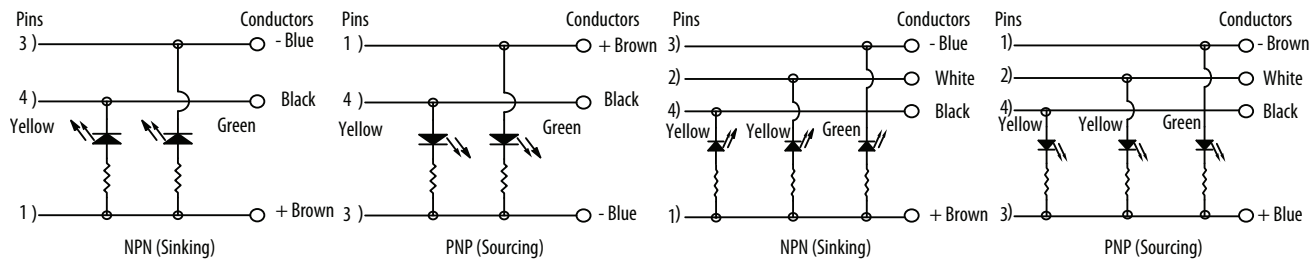 Pins Conductors
3 ) - Blue
4 ) Black
Yellow Green
1 ) + Brown
NPN (Sinking)
Pins Conductors
1 ) + Brown
4 Black
Yellow Green
3 ) - Blue
PNP (Sourcing)
Pins Conductors
3) - Blue
2) White
4) Black
Yellow Yellow Green
1) + Brown
NPN (Sinking)
Pins Conductors
1) - Brown
2) White
4) Black
Yellow Yellow Green
3) + Blue
PNP (Sourcing)